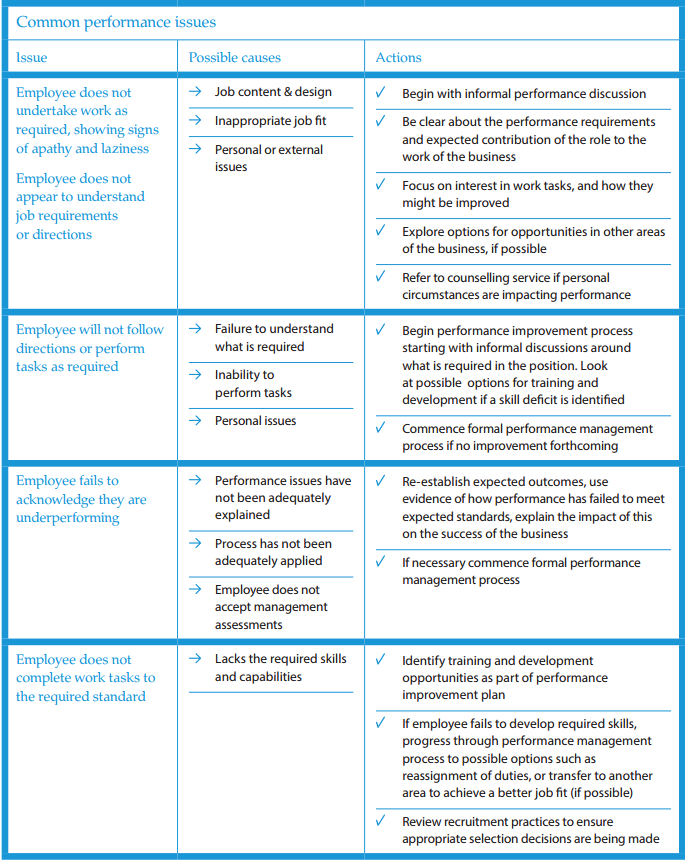 Common performance issues
Issue
Possible causes
Actions
Employee does not
undertake work as
required, showing signs
of apathy and laziness
Employee does not
appear to understand
job requirements
or directions
→ Job content & design
→ Inappropriate job fit
→ Personal or external
issues
✓ Begin with informal performance discussion
✓ Be clear about the performance requirements
and expected contribution of the role to the
work of the business
✓ Focus on interest in work tasks, and how they
might be improved
✓ Explore options for opportunities in other areas
of the business, if possible
✓ Refer to counselling service if personal
circumstances are impacting performance
Employee will not follow
directions or perform
tasks as required
→ Failure to understand
what is required
→ Inability to
perform tasks
→ Personal issues
✓ Begin performance improvement process
starting with informal discussions around
what is required in the position. Look
at possible options for training and
development if a skill deficit is identified
✓ Commence formal performance management
process if no improvement forthcoming
Employee fails to
acknowledge they are
underperforming
→ Performance issues have
not been adequately
explained
→ Process has not been
adequately applied
→ Employee does not
accept management
assessments
✓ Re-establish expected outcomes, use
evidence of how performance has failed to meet
expected standards, explain the impact of this
on the success of the business
✓ If necessary commence formal performance
management process
Employee does not
complete work tasks to
the required standard
→ Lacks the required skills
and capabilities
✓ Identify training and development
opportunities as part of performance
improvement plan
✓ If employee fails to develop required skills,
progress through performance management
process to possible options such as
reassignment of duties, or transfer to another
area to achieve a better job fit (if possible)
✓ Review recruitment practices to ensure
appropriate selection decisions are being made